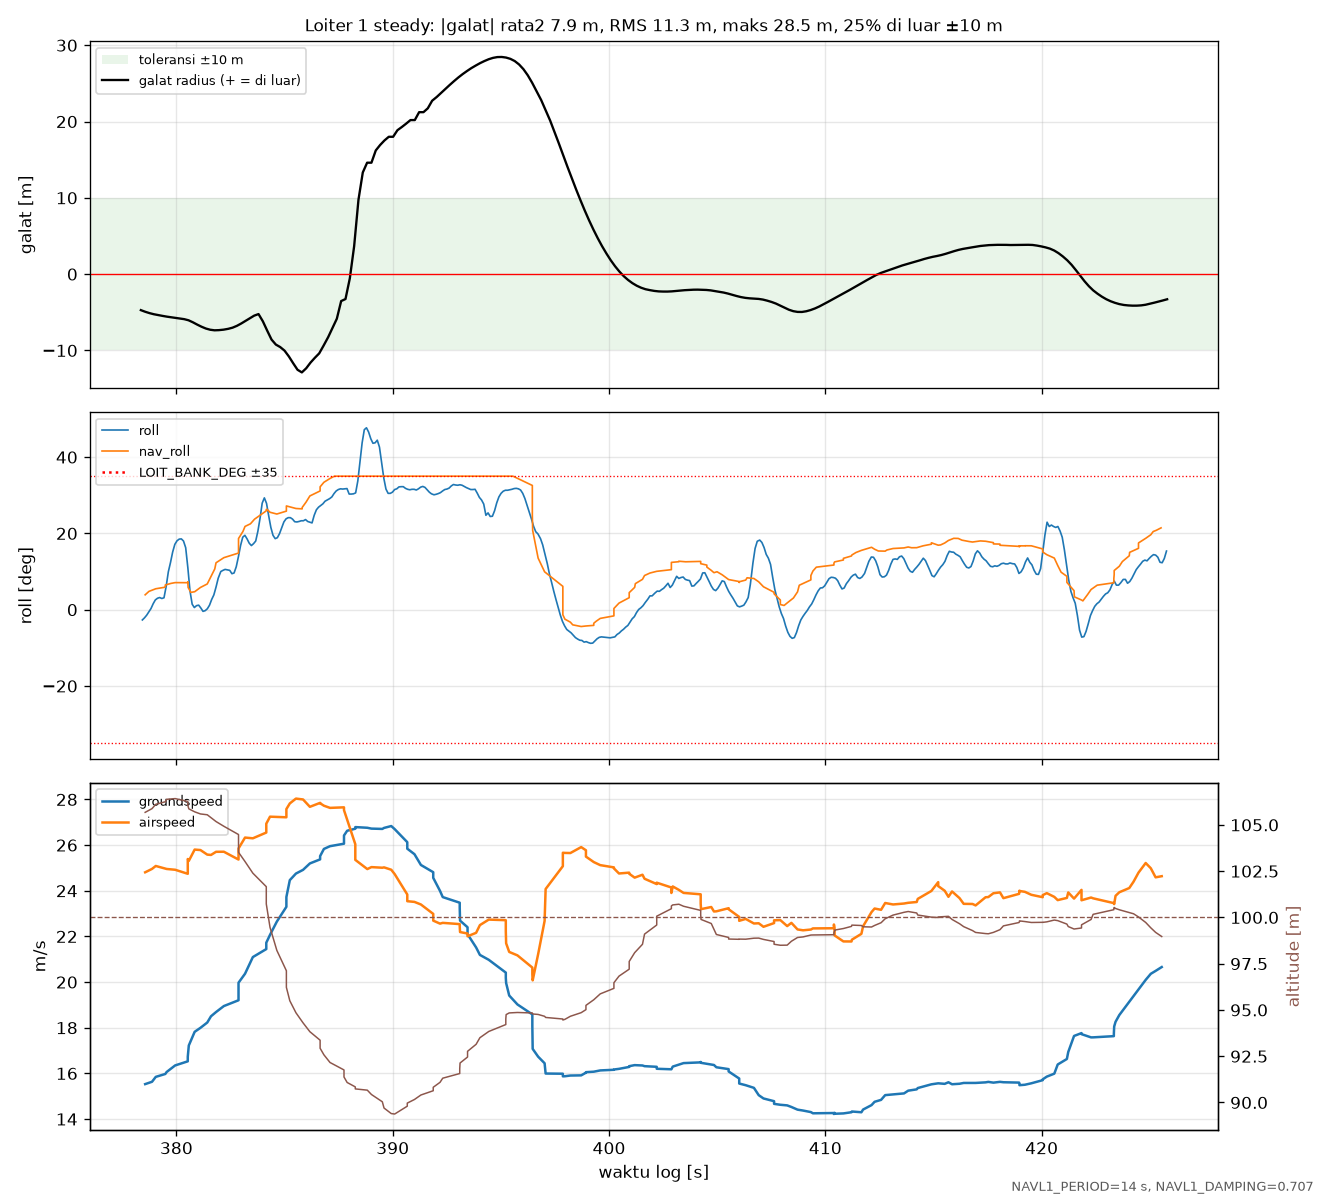 Loiter 1 steady: |galat| rata2 7.9 m, RMS 11.3 m, maks 28.5 m, 25% di luar ±10 m
30
20
10
0
−10
galat [m]
toleransi ±10 m
galat radius (+ = di luar)
40
20
0
−20
roll [deg]
roll
nav_roll
LOIT_BANK_DEG ±35
28
26
24
22
20
18
16
14
m/s
groundspeed
airspeed
105.0
102.5
100.0
97.5
95.0
92.5
90.0
altitude [m]
380
390
400
410
420
waktu log [s]
NAVL1_PERIOD=14 s, NAVL1_DAMPING=0.707